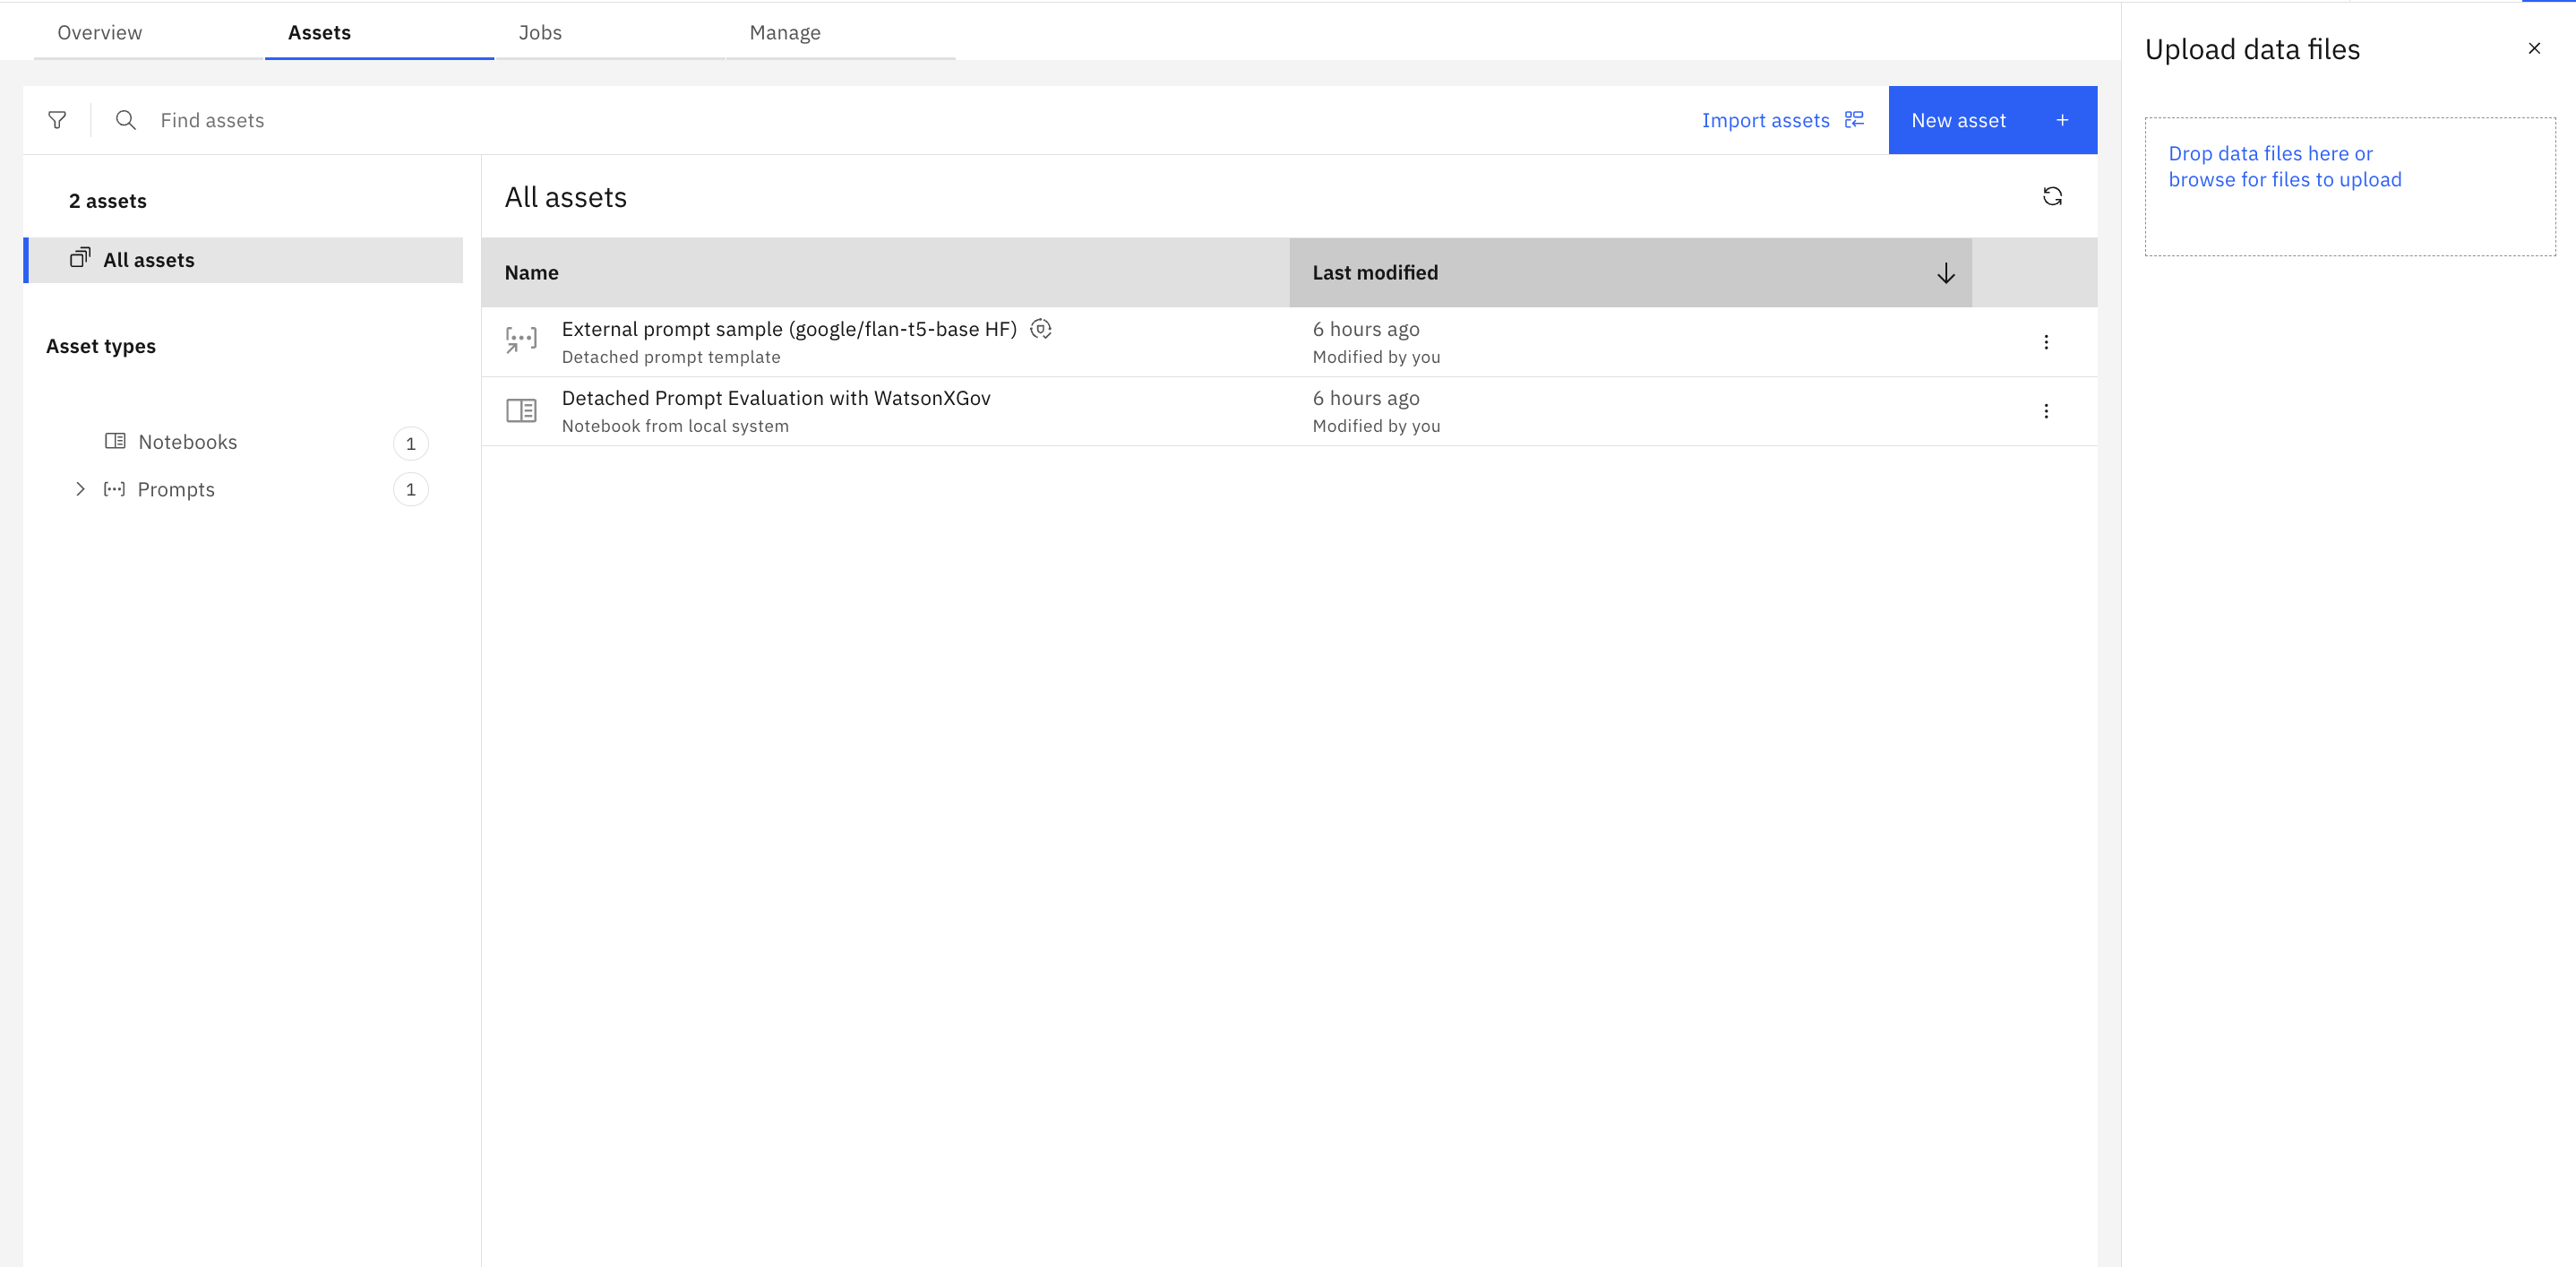 Overview
Assets
Jobs
Manage
Find assets
Import assets
New asset
2 assets
All assets
Asset types
Notebooks
1
Prompts
1
All assets
Name
Last modified
External prompt sample (google/flan-t5-base HF)
Detached prompt template
6 hours ago
Modified by you
Detached Prompt Evaluation with WatsonXGov
Notebook from local system
6 hours ago
Modified by you
Upload data files
Drop data files here or
browse for files to upload